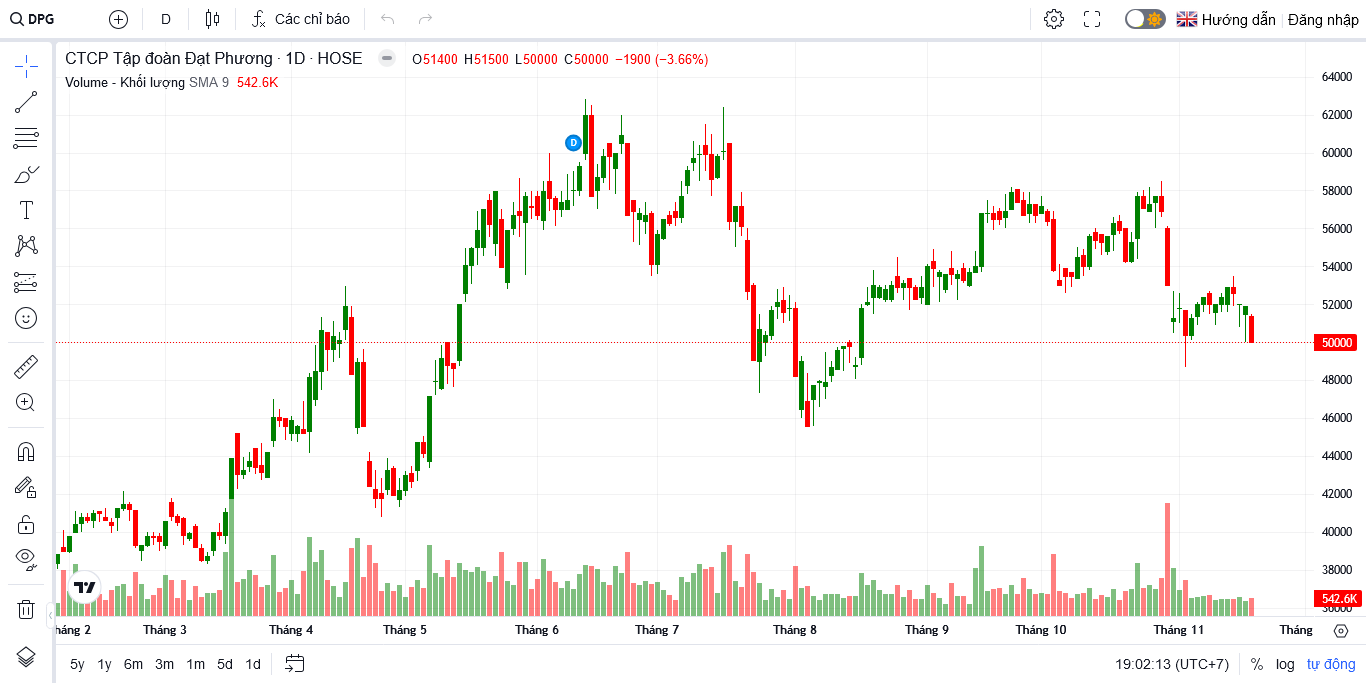 DPG D Các chỉ báo Hướng dẫn Đăng nhập
CTCP Tập đoàn Đạt Phương · 1D · HOSE O51400 H51500 L50000 C50000 −1900 (−3.66%)
Volume - Khối lượng SMA 9 542.6K
D
64000
62000
60000
58000
56000
54000
52000
50000
48000
46000
44000
42000
40000
38000
542.6K
36000
háng 2 Tháng 3 Tháng 4 Tháng 5 Tháng 6 Tháng 7 Tháng 8 Tháng 9 Tháng 10 Tháng 11 Tháng
5y 1y 6m 3m 1m 5d 1d 19:02:13 (UTC+7) % log tự động